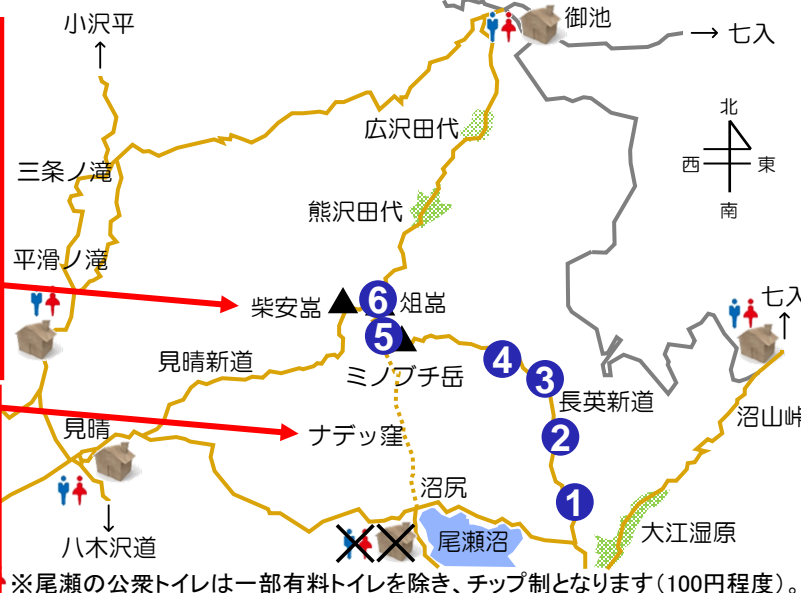 小沢平
↑
御池
→ 七入
広沢田代
北
西 東
南
三条ノ滝
熊沢田代
平滑ノ滝
柴安嵓
6 俎嵓
5
七入
↑
見晴新道
ミノブチ岳
4
3
長英新道
沼山峠
見晴
ナデッ窪
2
沼尻
1
↓
八木沢道
尾瀬沼
大江湿原
※尾瀬の公衆トイレは一部有料トイレを除き、チップ制となります（100円程度）。